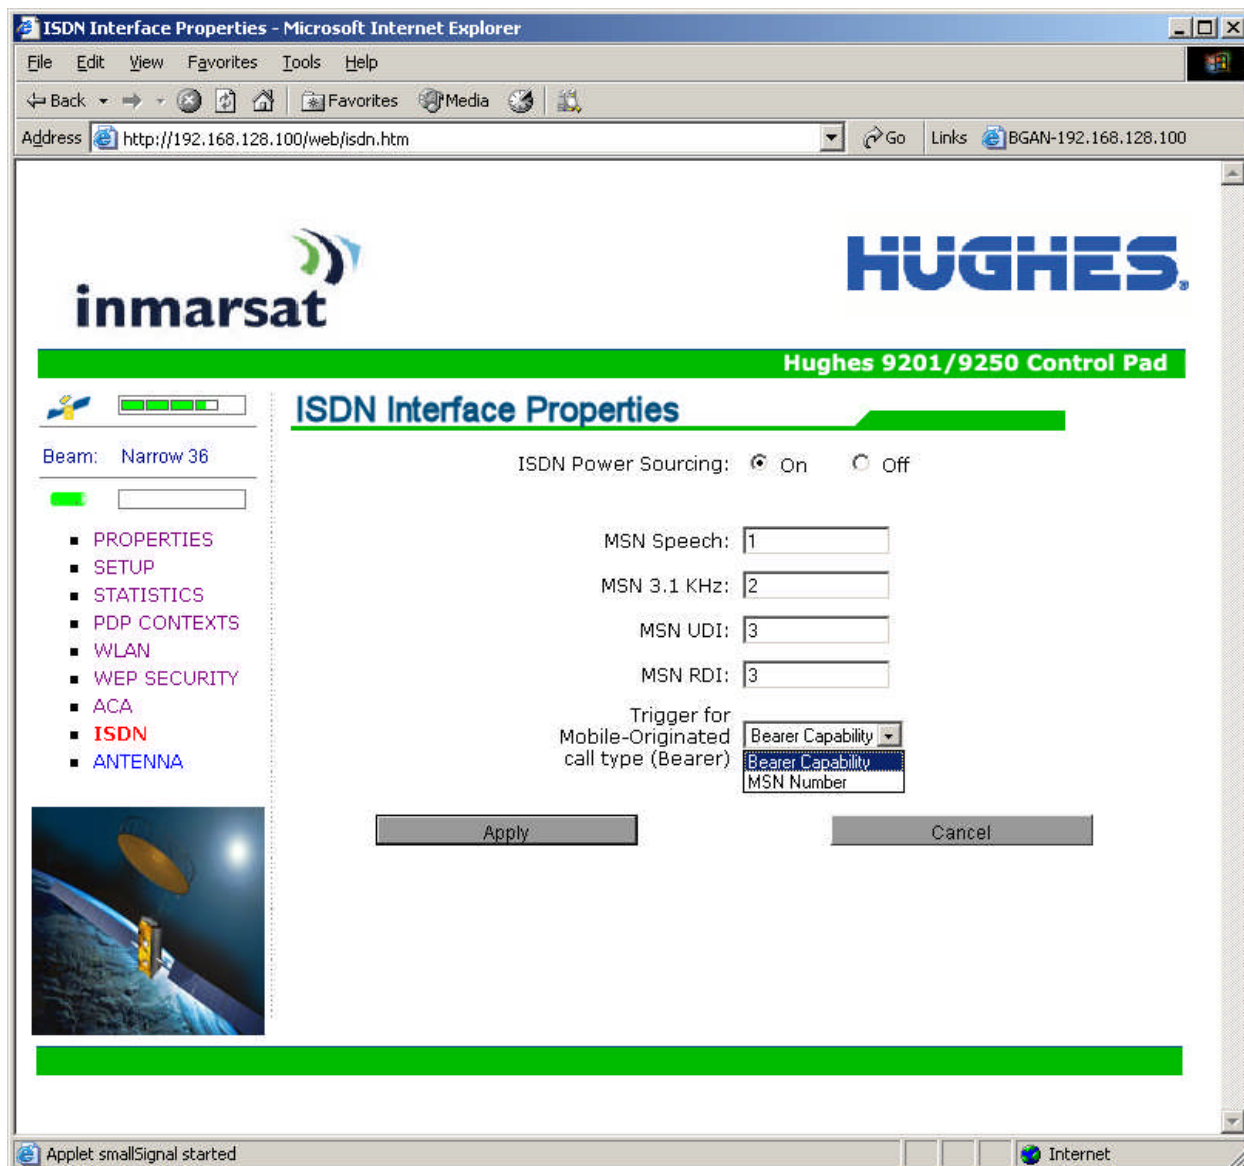 ISDN Interface Properties - Microsoft Internet Explorer
File Edit View Favorites Tools Help
Back Favorites Media
Address http://192.168.128.100/web/isdn.htm Go Links BGAN-192.168.128.100
inmarsat
HUGHES®
Hughes 9201/9250 Control Pad
ISDN Interface Properties
Beam: Narrow 36
PROPERTIES
SETUP
STATISTICS
PDP CONTEXTS
WLAN
WEP SECURITY
ACA
ISDN
ANTENNA
ISDN Power Sourcing: On Off
MSN Speech: 1
MSN 3.1 KHz: 2
MSN UDI: 3
MSN RDI: 3
Trigger for
Mobile-Originated
call type (Bearer)
Bearer Capability
Bearer Capability
MSN Number
Apply Cancel
Applet smallSignal started Internet